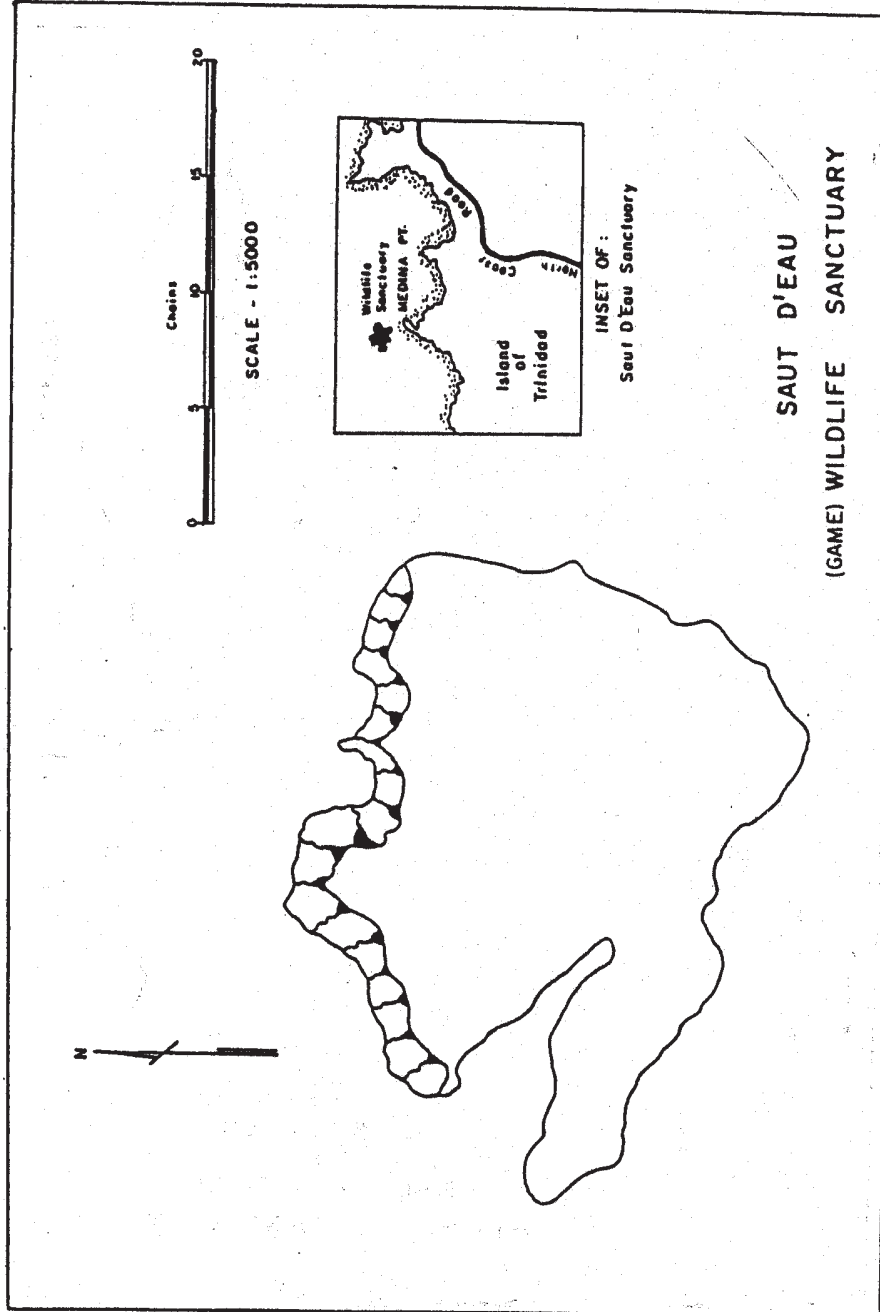 N
Chains
0 5 10 15 20
SCALE - 1:5000
Wildlife
Sanctuary
MEDINA PT.
Island
of
Trinidad
North Coast Road
INSET OF :
Saut D'Eau Sanctuary
SAUT D'EAU
(GAME) WILDLIFE SANCTUARY